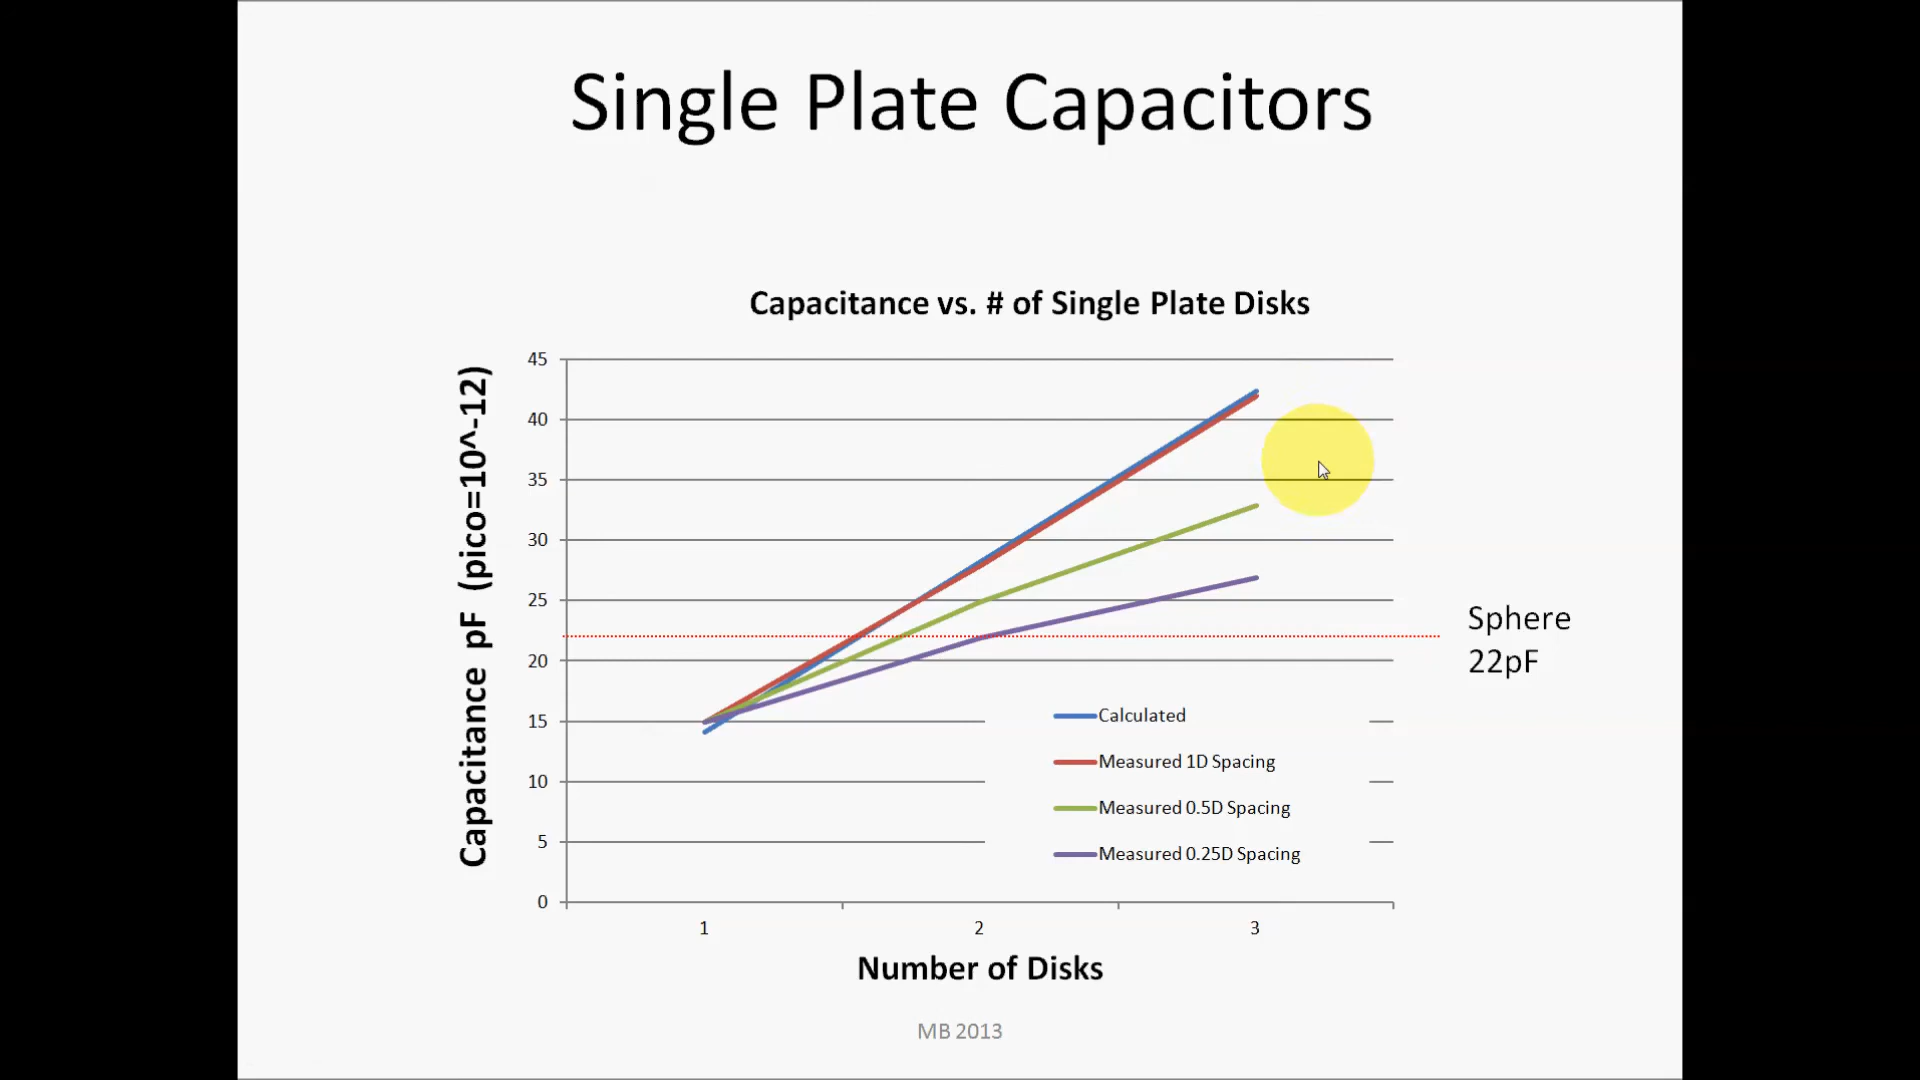 Single Plate Capacitors
Capacitance vs. # of Single Plate Disks
Capacitance pF (pico=10^-12)
45
40
35
30
25
20
15
10
5
0
Sphere
22pF
Calculated
Measured 1D Spacing
Measured 0.5D Spacing
Measured 0.25D Spacing
1 2 3
Number of Disks
MB 2013